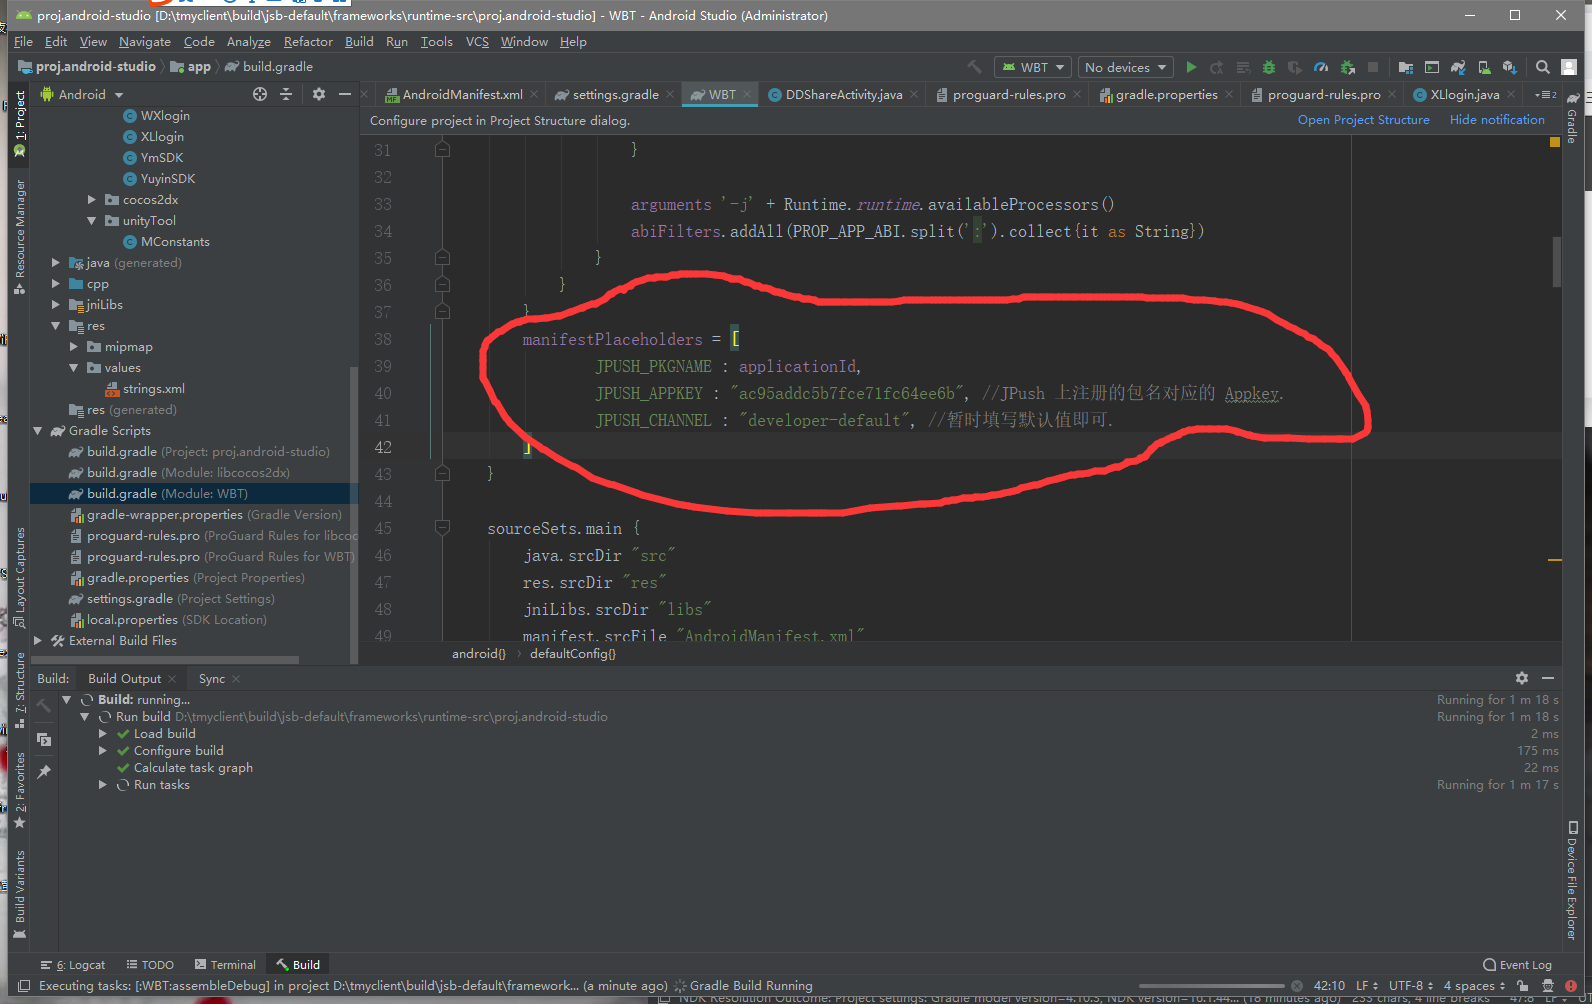 proj.android-studio [D:\tmyclient\build\jsb-default\frameworks\runtime-src\proj.android-studio] - WBT - Android Studio (Administrator)
File Edit View Navigate Code Analyze Refactor Build Run Tools VCS Window Help
proj.android-studio app build.gradle WBT No devices
Android AndroidManifest.xml settings.gradle WBT DDShareActivity.java proguard-rules.pro gradle.properties proguard-rules.pro XLlogin.java
Configure project in Project Structure dialog. Open Project Structure Hide notification
1: Project
Resource Manager
Layout Captures
7: Structure
2: Favorites
Build Variants
Gradle
Device File Explorer
WXlogin
XLlogin
YmSDK
YuyinSDK
cocos2dx
unityTool
MConstants
java (generated)
cpp
jniLibs
res
mipmap
values
strings.xml
res (generated)
Gradle Scripts
build.gradle (Project: proj.android-studio)
build.gradle (Module: libcocos2dx)
build.gradle (Module: WBT)
gradle-wrapper.properties (Gradle Version)
proguard-rules.pro (ProGuard Rules for libcoc
proguard-rules.pro (ProGuard Rules for WBT)
gradle.properties (Project Properties)
settings.gradle (Project Settings)
local.properties (SDK Location)
External Build Files
31 }
32
33 arguments '-j' + Runtime.runtime.availableProcessors()
34 abiFilters.addAll(PROP_APP_ABI.split(':').collect{it as String})
35 }
36 }
37 }
38 manifestPlaceholders = [
39 JPUSH_PKGNAME : applicationId,
40 JPUSH_APPKEY : "ac95addc5b7fce71fc64ee6b", //JPush 上注册的包名对应的 Appkey.
41 JPUSH_CHANNEL : "developer-default", //暂时填写默认值即可.
42 ]
43 }
44
45 sourceSets.main {
46 java.srcDir "src"
47 res.srcDir "res"
48 jniLibs.srcDir "libs"
49 manifest.srcFile "AndroidManifest.xml"
android{} › defaultConfig{}
Build: Build Output Sync
Build: running... Running for 1 m 18 s
Run build D:\tmyclient\build\jsb-default\frameworks\runtime-src\proj.android-studio Running for 1 m 18 s
Load build 2 ms
Configure build 175 ms
Calculate task graph 22 ms
Run tasks Running for 1 m 17 s
6: Logcat TODO Terminal Build Event Log
Executing tasks: [:WBT:assembleDebug] in project D:\tmyclient\build\jsb-default\framework... (a minute ago) Gradle Build Running 42:10 LF UTF-8 4 spaces